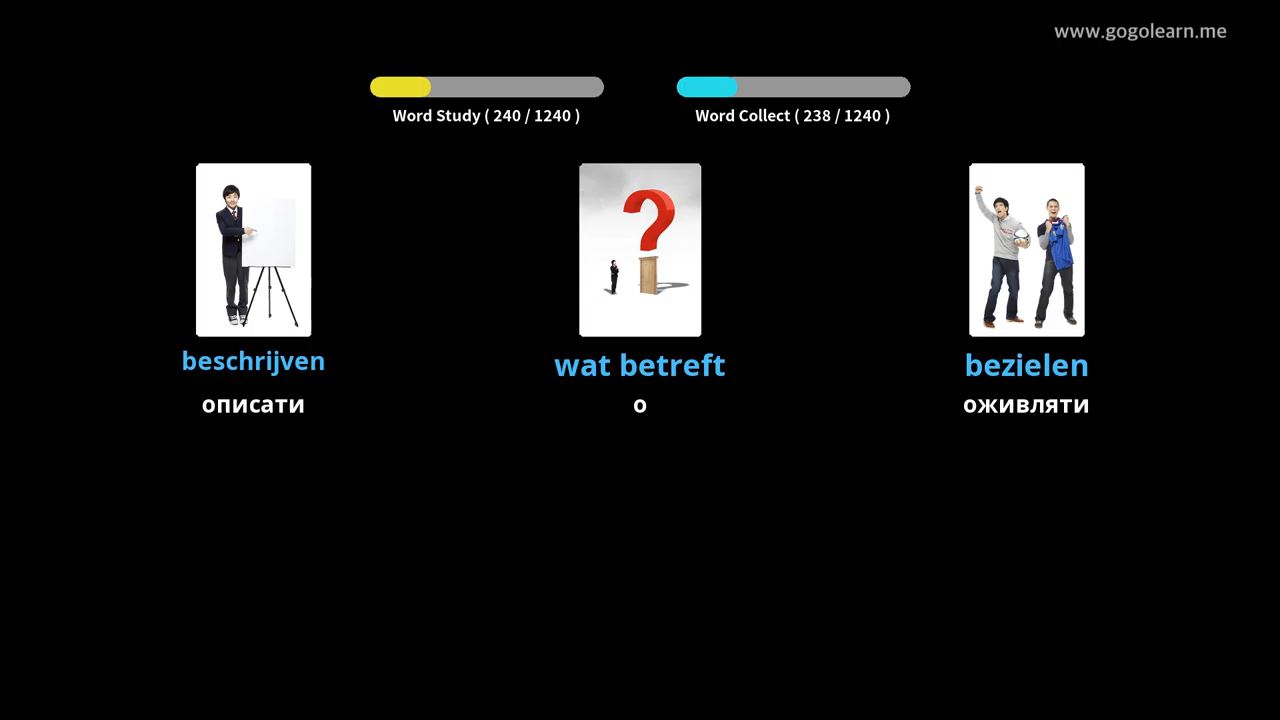 www.gogolearn.me
Word Study ( 240 / 1240 )
Word Collect ( 238 / 1240 )
beschrijven
wat betreft
bezielen
описати
о
оживляти